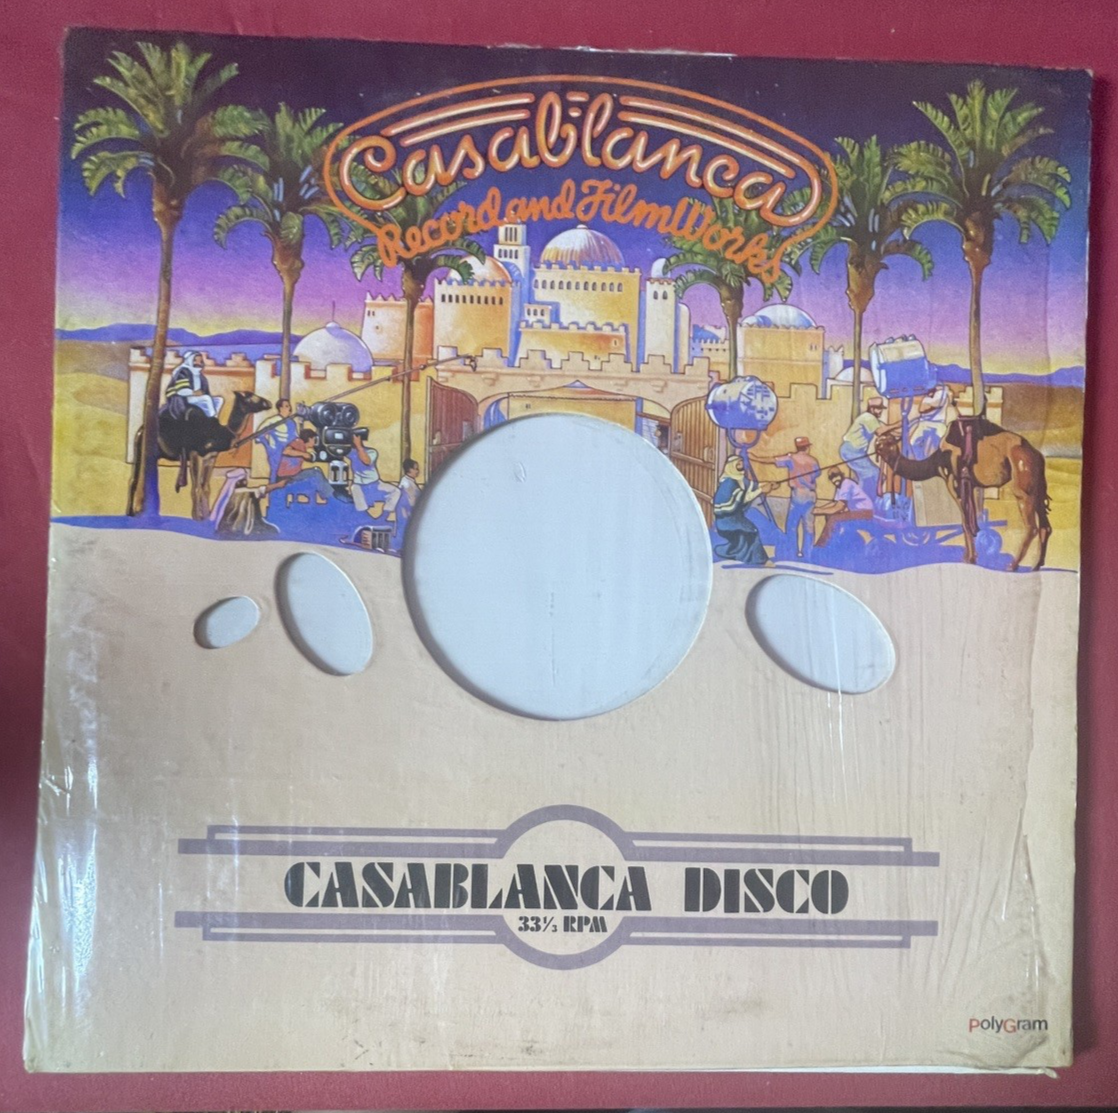 Casablanca
Record and FilmWorks
CASABLANCA DISCO
33⅓ RPM
PolyGram